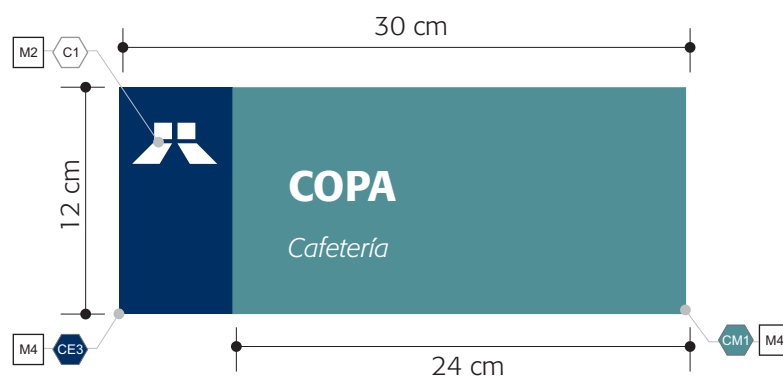 30 cm
M2 C1
12 cm
COPA
Cafetería
M4 CE3
CM1 M4
24 cm